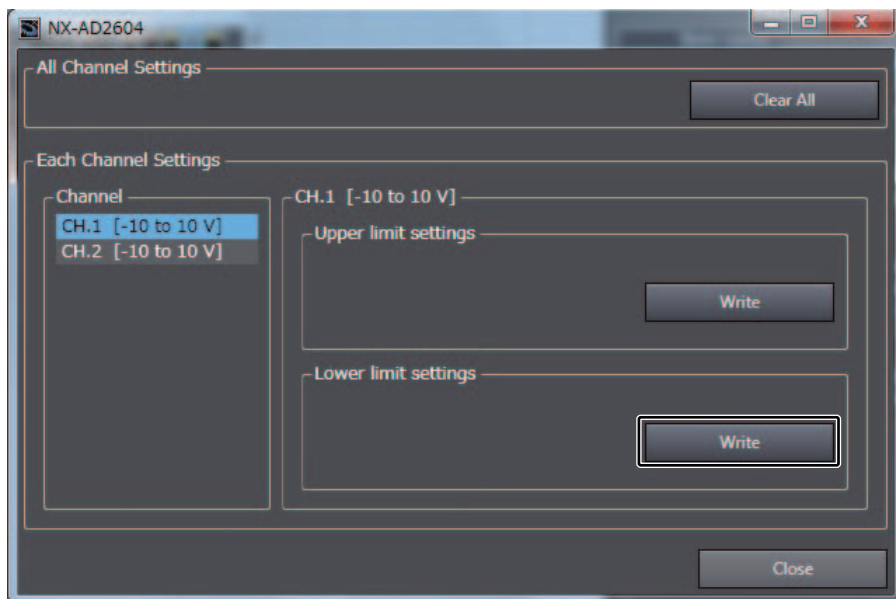 NX-AD2604
All Channel Settings
Clear All
Each Channel Settings
Channel
CH.1 [-10 to 10 V]
CH.2 [-10 to 10 V]
CH.1 [-10 to 10 V]
Upper limit settings
Write
Lower limit settings
Write
Close